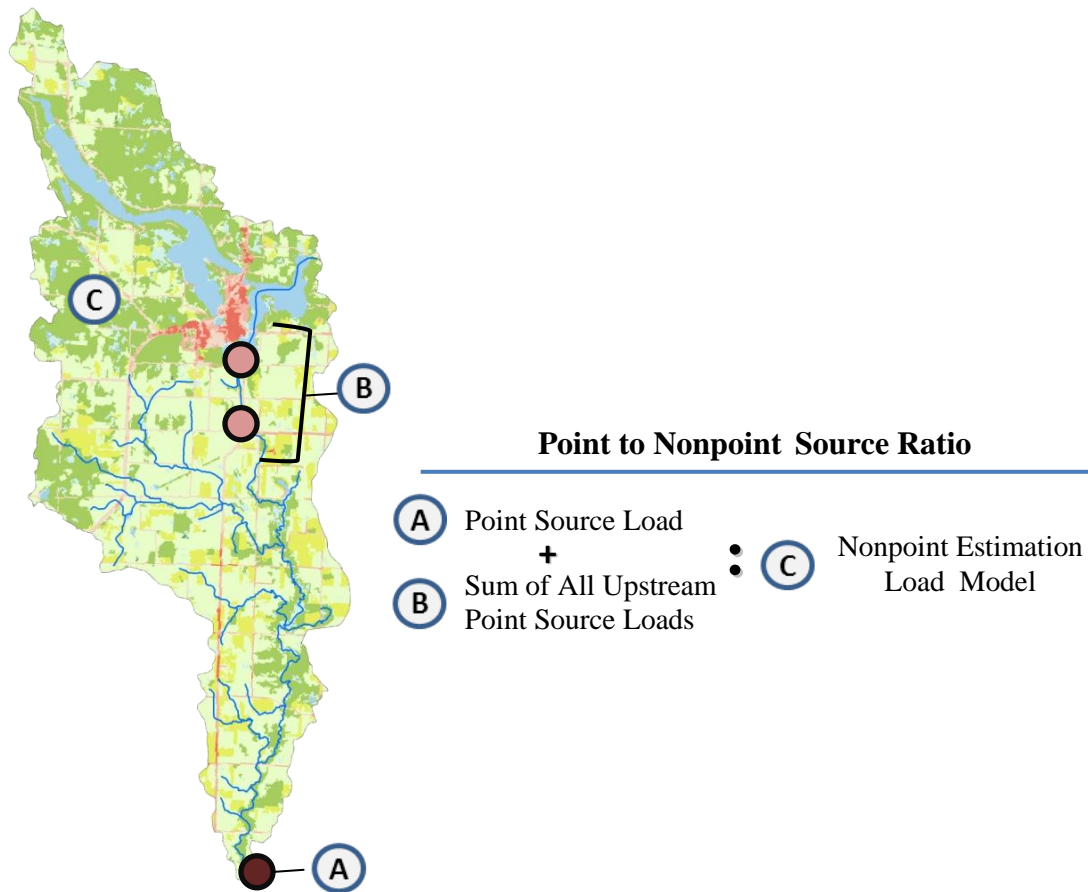 C
B
Point to Nonpoint Source Ratio
A Point Source Load
+
B Sum of All Upstream
Point Source Loads
:
C Nonpoint Estimation
Load Model
A